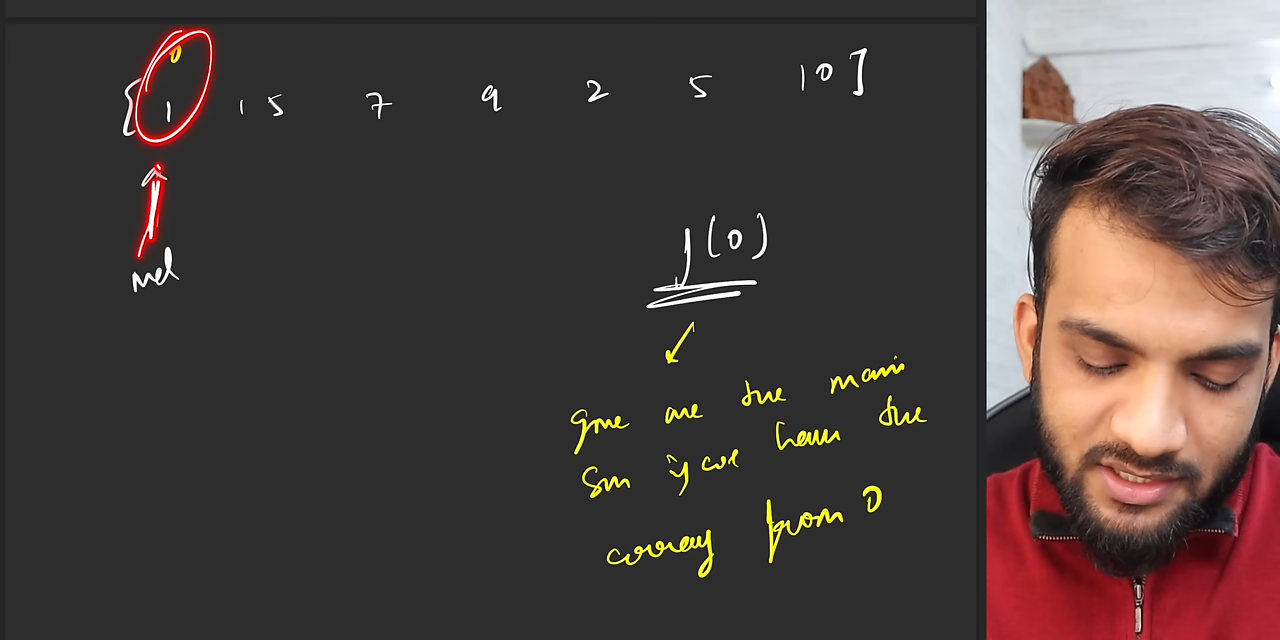 0
{ 1 15 7 9 2 5 10 ]
ind
f(0)
give me the max
sum if we have the
array from 0